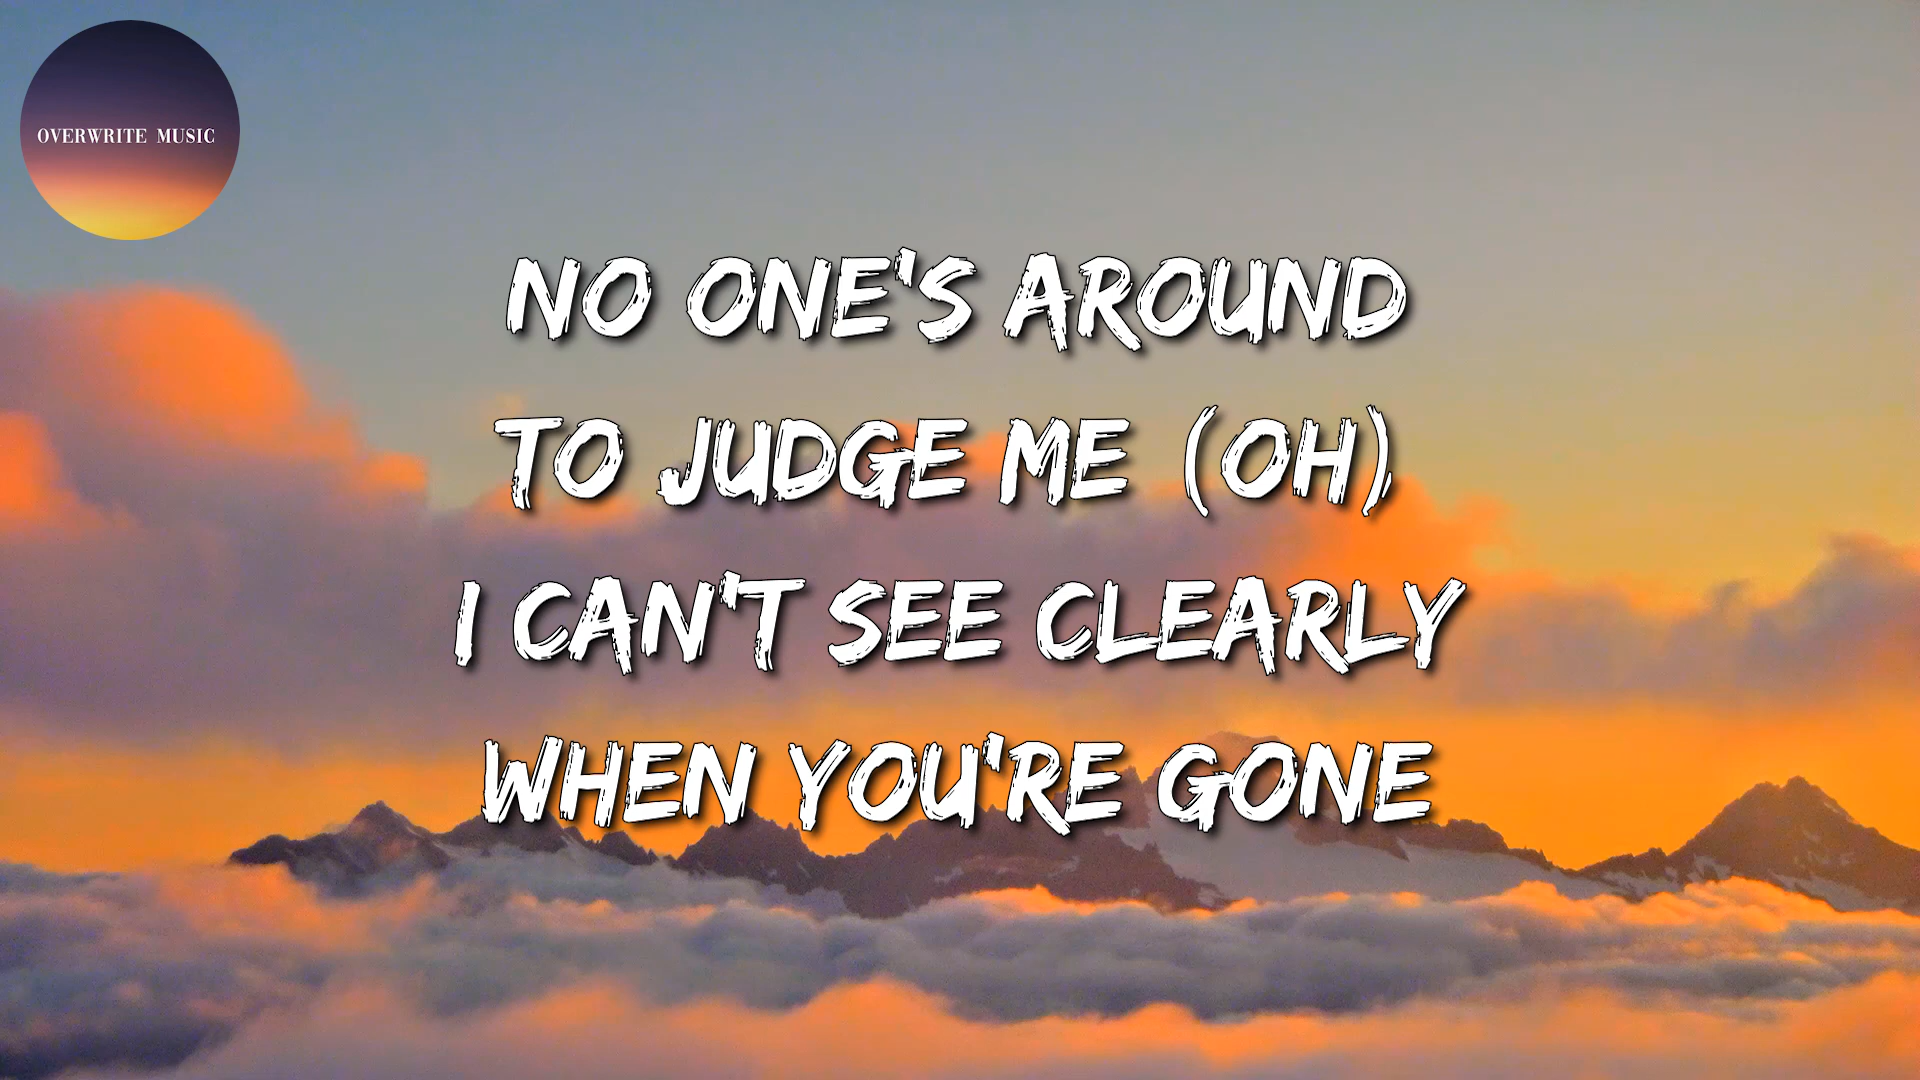 OVERWRITE MUSIC
NO ONE'S AROUND
TO JUDGE ME (OH)
I CAN'T SEE CLEARLY
WHEN YOU'RE GONE